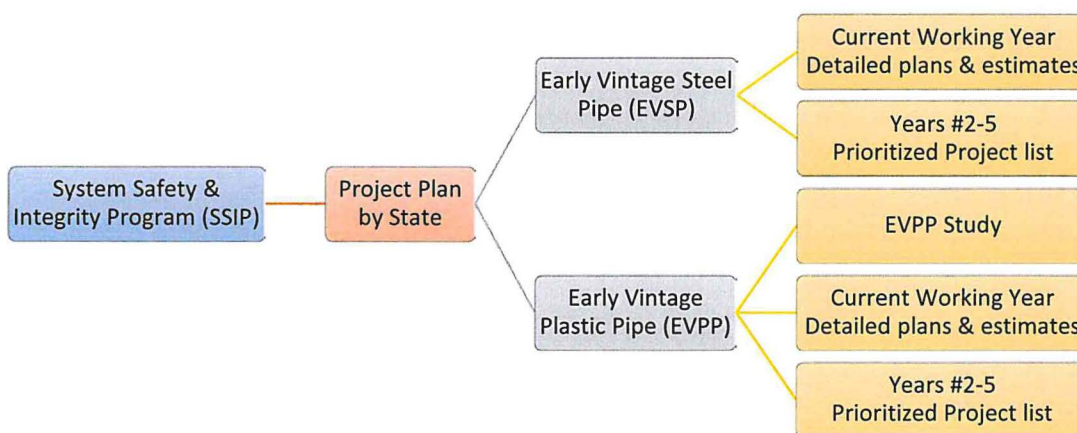 System Safety &
Integrity Program (SSIP)
Project Plan
by State
Early Vintage Steel
Pipe (EVSP)
Current Working Year
Detailed plans & estimates
Years #2-5
Prioritized Project list
Early Vintage
Plastic Pipe (EVPP)
EVPP Study
Current Working Year
Detailed plans & estimates
Years #2-5
Prioritized Project list